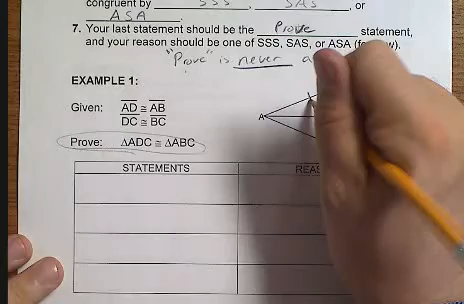 congruent by SSS, SAS, or
ASA statement.
7. Your last statement should be the Prove statement,
and your reason should be one of SSS, SAS, or ASA
"Prove" is never
EXAMPLE 1:
Given: AD ≅ AB
DC ≅ BC
A
Prove: ΔADC ≅ ΔABC
STATEMENTS